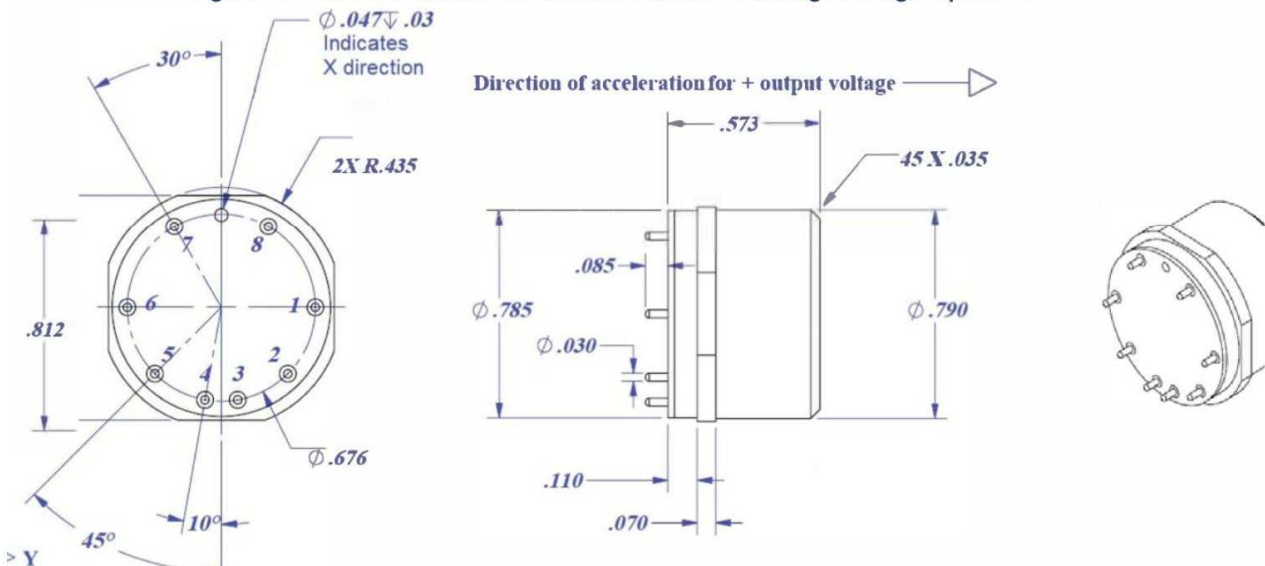 Ø .047↧ .03
Indicates
X direction
30°
2X R.435
7
8
6
1
.812
5
2
4
3
Ø .676
10°
45°
> Y
Direction of acceleration for + output voltage
.573
45 X .035
.085
Ø .785
Ø .790
Ø .030
.110
.070